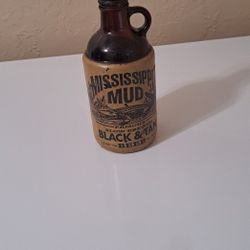 MISSISSIPPI
MUD
BLACK & TAN
BEER